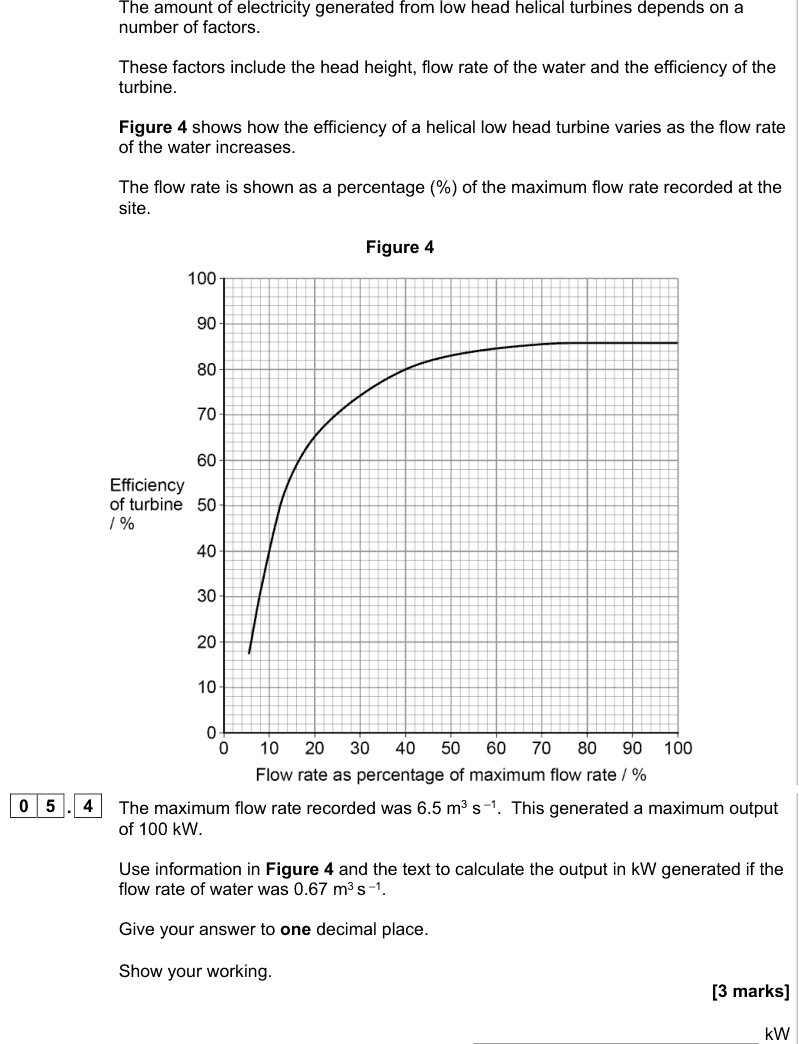 The amount of electricity generated from low head helical turbines depends on a
number of factors.
These factors include the head height, flow rate of the water and the efficiency of the
turbine.
Figure 4 shows how the efficiency of a helical low head turbine varies as the flow rate
of the water increases.
The flow rate is shown as a percentage (%) of the maximum flow rate recorded at the
site.
Figure 4
100
90
80
70
60
50
40
30
20
10
0
Efficiency
of turbine
/ %
0 10 20 30 40 50 60 70 80 90 100
Flow rate as percentage of maximum flow rate / %
0 5 . 4 The maximum flow rate recorded was 6.5 m³ s⁻¹. This generated a maximum output
of 100 kW.
Use information in Figure 4 and the text to calculate the output in kW generated if the
flow rate of water was 0.67 m³ s⁻¹.
Give your answer to one decimal place.
Show your working.
[3 marks]
kW